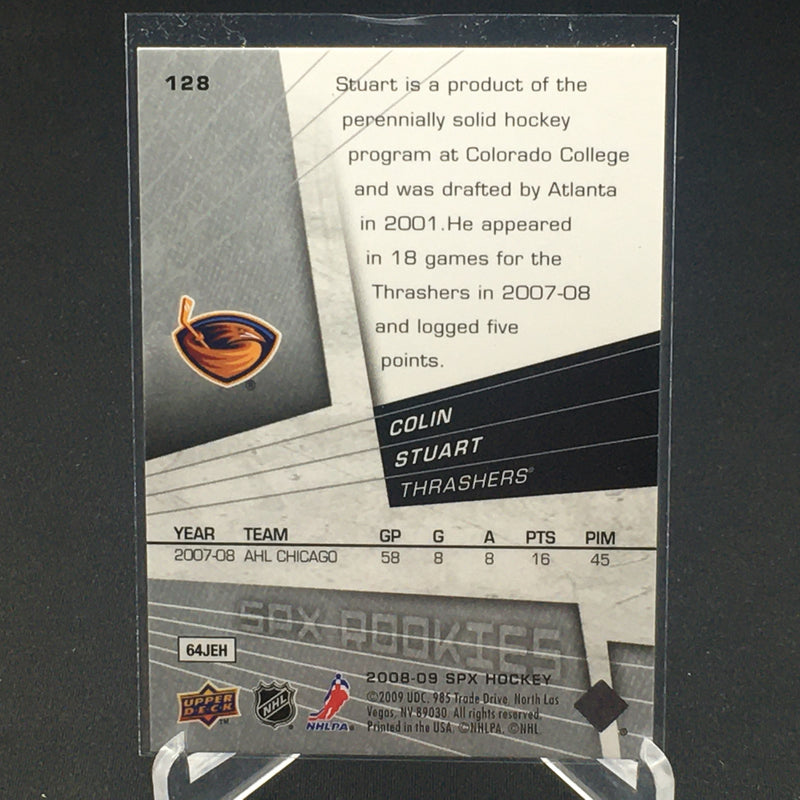 128
Stuart is a product of the
perennially solid hockey
program at Colorado College
and was drafted by Atlanta
in 2001.He appeared
in 18 games for the
Thrashers in 2007-08
and logged five
points.
®
COLIN
STUART
THRASHERS®
YEAR TEAM GP G A PTS PIM
2007-08 AHL CHICAGO 58 8 8 16 45
SPX ROOKIES
64JEH
2008-09 SPX HOCKEY
©2009 UDC. 985 Trade Drive, North Las
Vegas, NV 89030. All rights reserved.
Printed in the USA. ©NHLPA. ©NHL
UPPER
DECK
TM
NHL
NHLPA